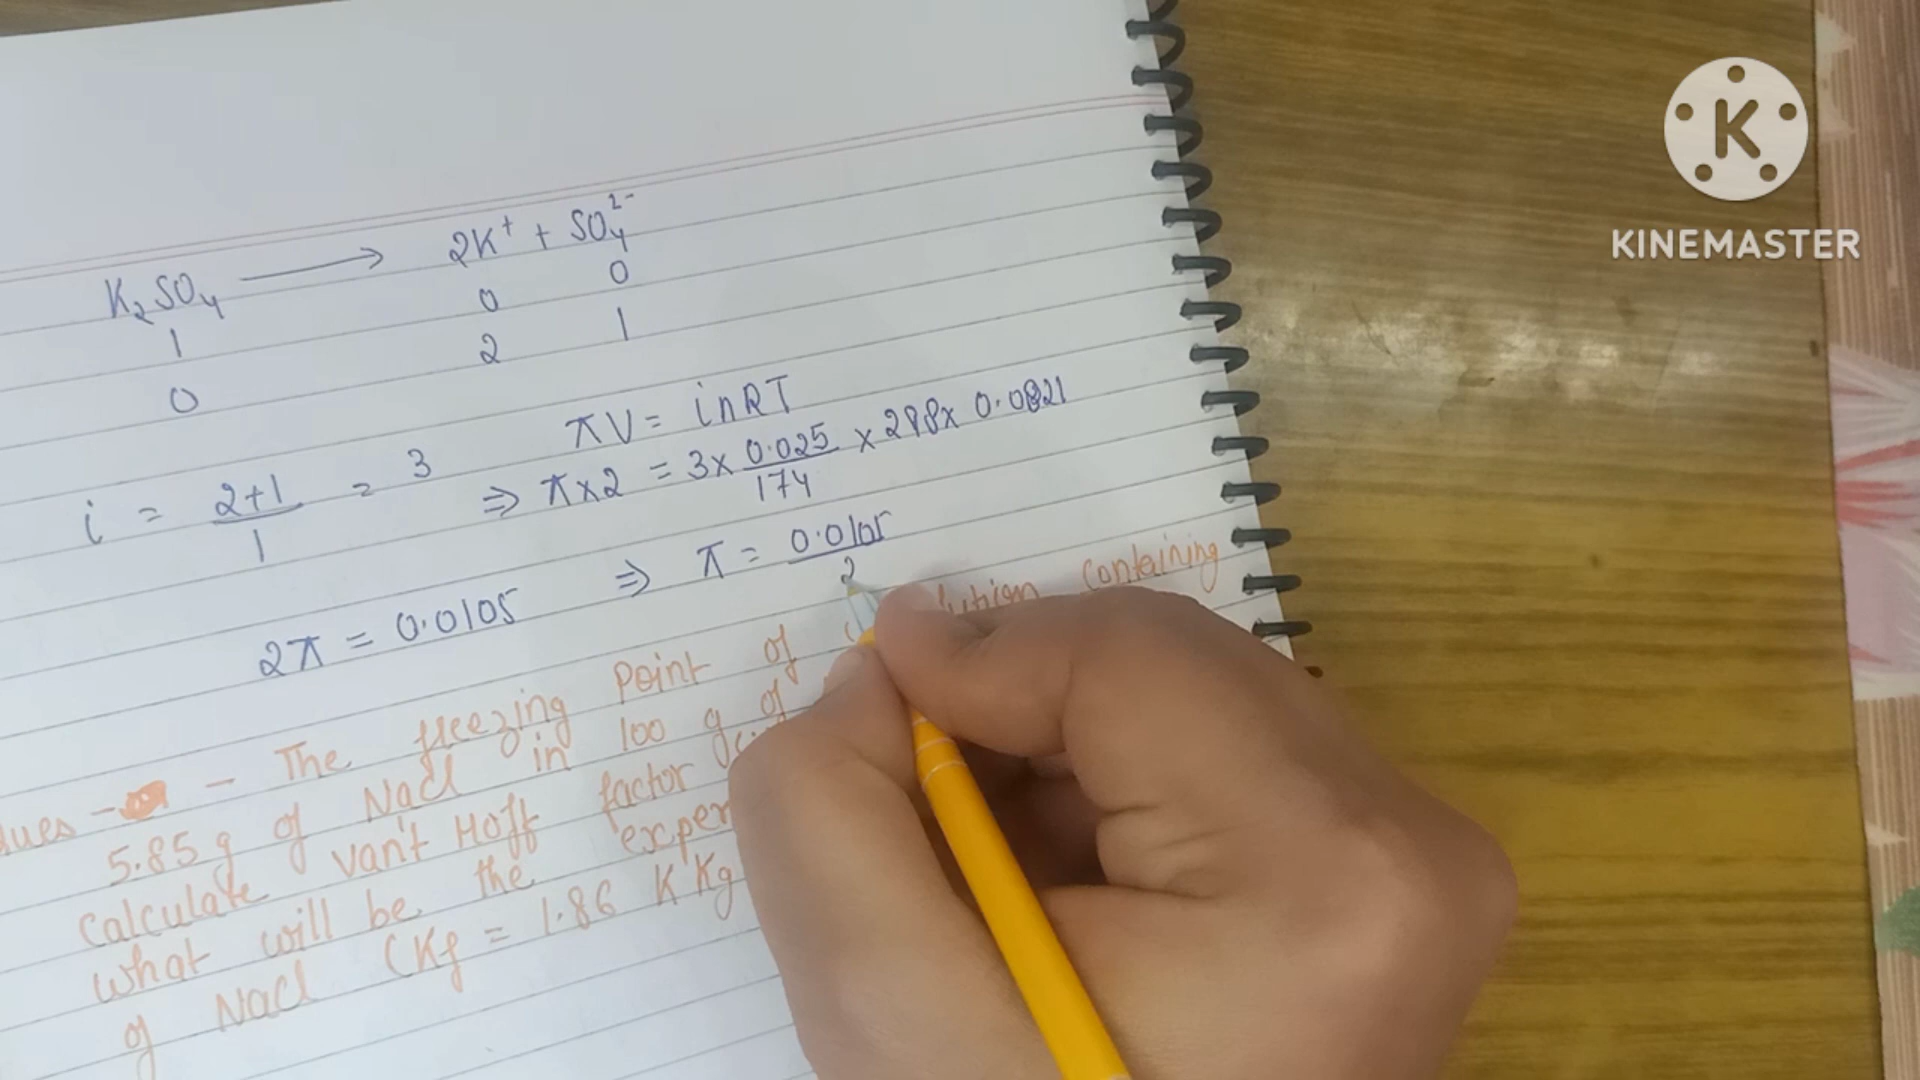 K₂SO₄ ⟶ 2K⁺ + SO₄²⁻
1 0 0
0 2 1
πV = inRT
i = (2+1)/1 = 3 ⇒ π×2 = 3× 0.025/174 × 298× 0.0821
2π = 0.0105 ⇒ π = 0.0105/2
- The freezing point of containing
5.85 g of Nacl in 100 g of
calculate van't Hoff factor
what will be the
of Nacl (Kf = 1.86 K Kg
KINEMASTER